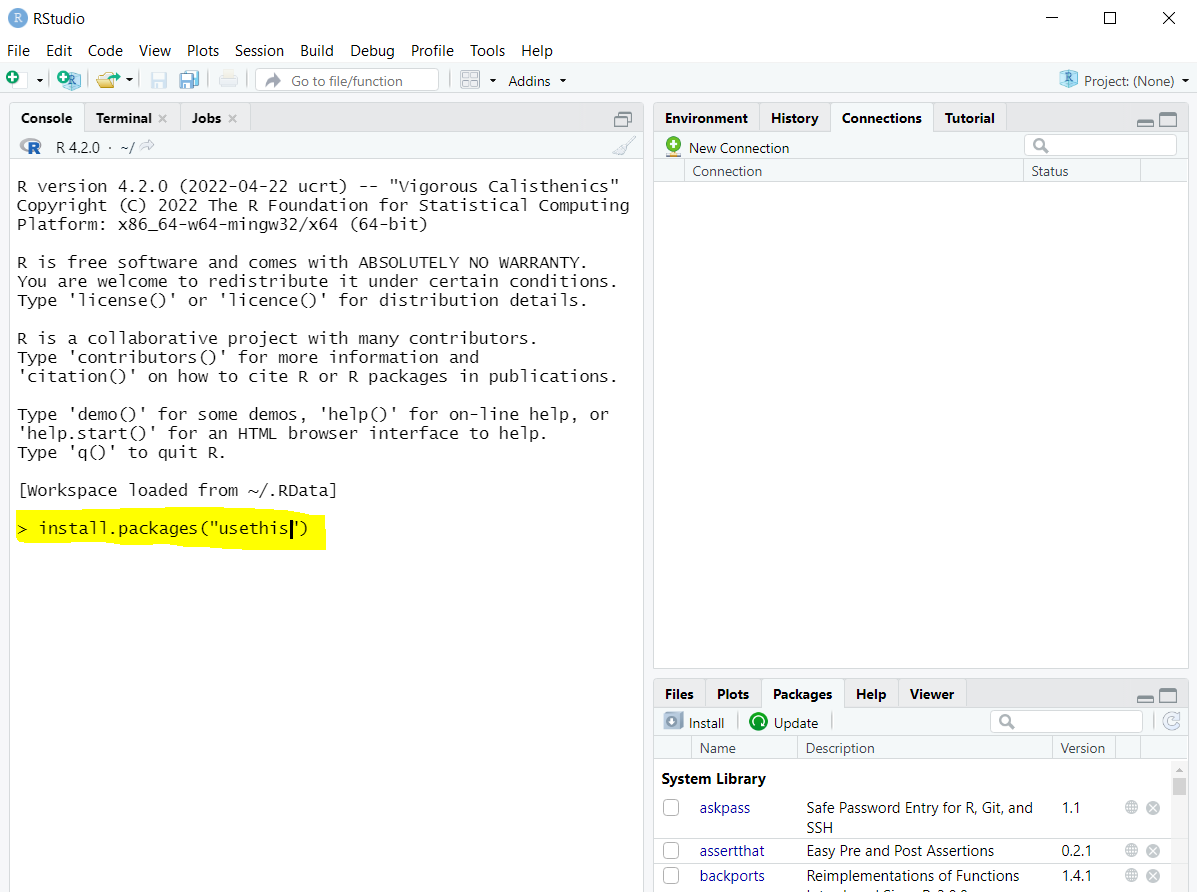 RStudio
File Edit Code View Plots Session Build Debug Profile Tools Help
Go to file/function Addins Project: (None)
Console Terminal Jobs
R 4.2.0 · ~/
R version 4.2.0 (2022-04-22 ucrt) -- "Vigorous Calisthenics"
Copyright (C) 2022 The R Foundation for Statistical Computing
Platform: x86_64-w64-mingw32/x64 (64-bit)
R is free software and comes with ABSOLUTELY NO WARRANTY.
You are welcome to redistribute it under certain conditions.
Type 'license()' or 'licence()' for distribution details.
R is a collaborative project with many contributors.
Type 'contributors()' for more information and
'citation()' on how to cite R or R packages in publications.
Type 'demo()' for some demos, 'help()' for on-line help, or
'help.start()' for an HTML browser interface to help.
Type 'q()' to quit R.
[Workspace loaded from ~/.RData]
> install.packages("usethis")
Environment History Connections Tutorial
New Connection
Connection Status
Files Plots Packages Help Viewer
Install Update
Name Description Version
System Library
askpass Safe Password Entry for R, Git, and 1.1
SSH
assertthat Easy Pre and Post Assertions 0.2.1
backports Reimplementations of Functions 1.4.1